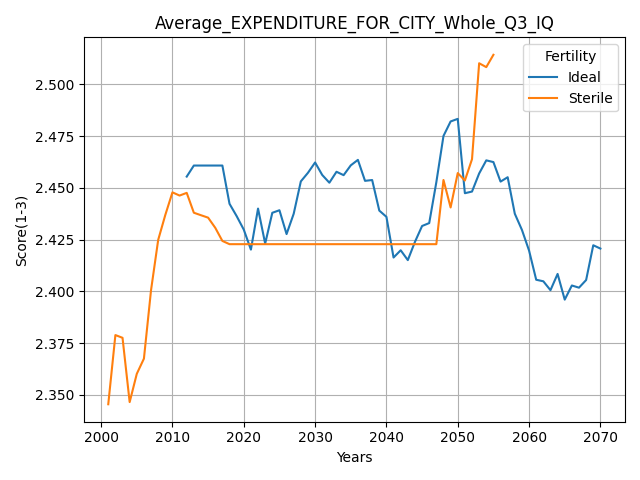 Average_EXPENDITURE_FOR_CITY_Whole_Q3_IQ
Fertility
Ideal
Sterile
Score(1-3)
2.500
2.475
2.450
2.425
2.400
2.375
2.350
2000 2010 2020 2030 2040 2050 2060 2070
Years